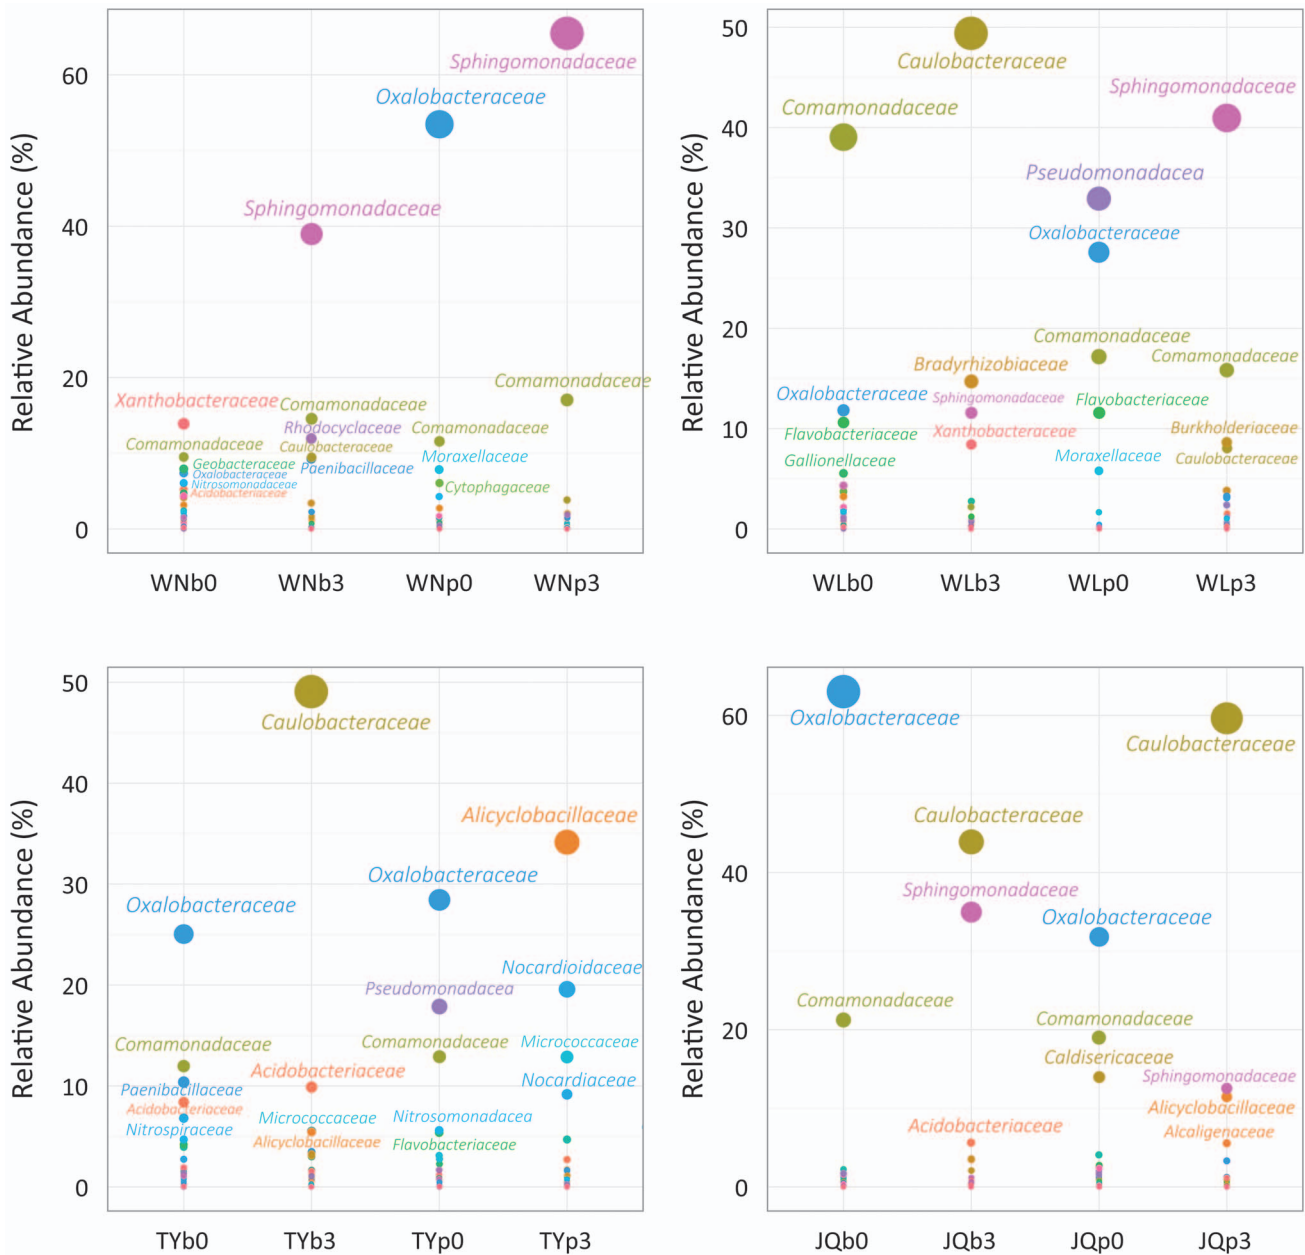 Relative Abundance (%)
60
40
20
0
Sphingomonadaceae
Oxalobacteraceae
Sphingomonadaceae
Comamonadaceae
Xanthobacteraceae
Comamonadaceae
Rhodocyclaceae
Comamonadaceae
Comamonadaceae
Caulobacteraceae
Moraxellaceae
Geobacteraceae
Paenibacillaceae
Oxalobacteraceae
Nitrosomonadaceae
Cytophagaceae
Acidobacteriaceae
WNb0 WNb3 WNp0 WNp3
Relative Abundance (%)
50
40
30
20
10
0
Caulobacteraceae
Sphingomonadaceae
Comamonadaceae
Pseudomonadacea
Oxalobacteraceae
Comamonadaceae
Comamonadaceae
Bradyrhizobiaceae
Oxalobacteraceae
Sphingomonadaceae
Flavobacteriaceae
Flavobacteriaceae
Xanthobacteraceae
Burkholderiaceae
Gallionellaceae
Moraxellaceae
Caulobacteraceae
WLb0 WLb3 WLp0 WLp3
Relative Abundance (%)
50
40
30
20
10
0
Caulobacteraceae
Alicyclobacillaceae
Oxalobacteraceae
Oxalobacteraceae
Nocardioidaceae
Pseudomonadacea
Comamonadaceae
Comamonadaceae
Micrococcaceae
Acidobacteriaceae
Nocardiaceae
Paenibacillaceae
Acidobacteriaceae
Micrococcaceae
Nitrosomonadacea
Nitrospiraceae
Alicyclobacillaceae
Flavobacteriaceae
TYb0 TYb3 TYp0 TYp3
Relative Abundance (%)
60
40
20
0
Oxalobacteraceae
Caulobacteraceae
Caulobacteraceae
Sphingomonadaceae
Oxalobacteraceae
Comamonadaceae
Comamonadaceae
Caldisericaceae
Sphingomonadaceae
Alicyclobacillaceae
Acidobacteriaceae
Alcaligenaceae
JQb0 JQb3 JQp0 JQp3